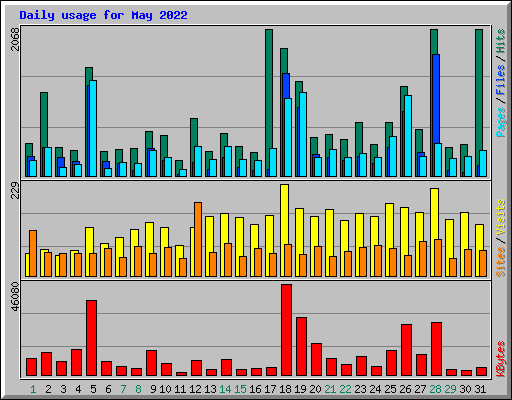 Daily usage for May 2022
2068
Pages / Files / Hits
229
Sites / Visits
46080
KBytes
1 2 3 4 5 6 7 8 9 10 11 12 13 14 15 16 17 18 19 20 21 22 23 24 25 26 27 28 29 30 31